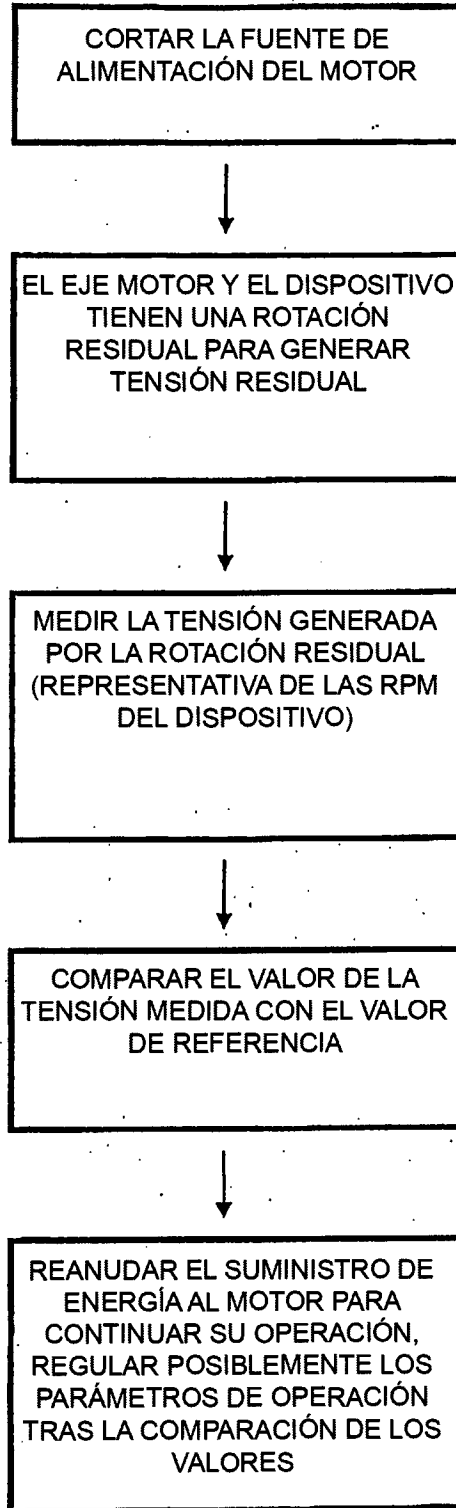 CORTAR LA FUENTE DE
ALIMENTACIÓN DEL MOTOR
EL EJE MOTOR Y EL DISPOSITIVO
TIENEN UNA ROTACIÓN
RESIDUAL PARA GENERAR
TENSIÓN RESIDUAL
MEDIR LA TENSIÓN GENERADA
POR LA ROTACIÓN RESIDUAL
(REPRESENTATIVA DE LAS RPM
DEL DISPOSITIVO)
COMPARAR EL VALOR DE LA
TENSIÓN MEDIDA CON EL VALOR
DE REFERENCIA
REANUDAR EL SUMINISTRO DE
ENERGÍA AL MOTOR PARA
CONTINUAR SU OPERACIÓN,
REGULAR POSIBLEMENTE LOS
PARÁMETROS DE OPERACIÓN
TRAS LA COMPARACIÓN DE LOS
VALORES